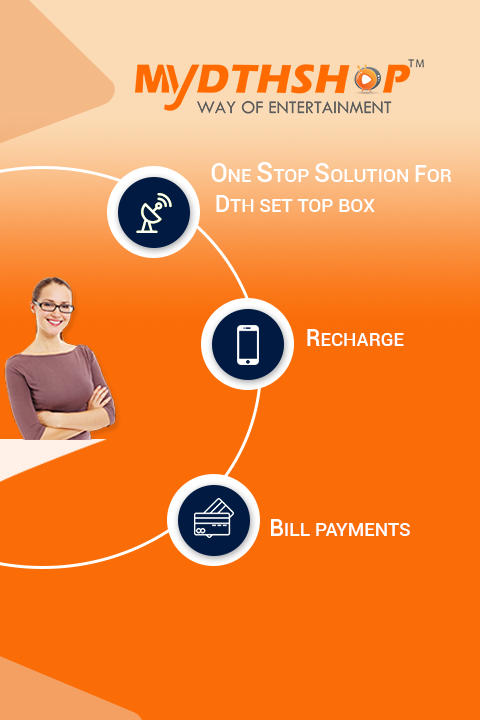 MYDTHSHOP™
WAY OF ENTERTAINMENT
ONE STOP SOLUTION FOR
DTH SET TOP BOX
RECHARGE
BILL PAYMENTS